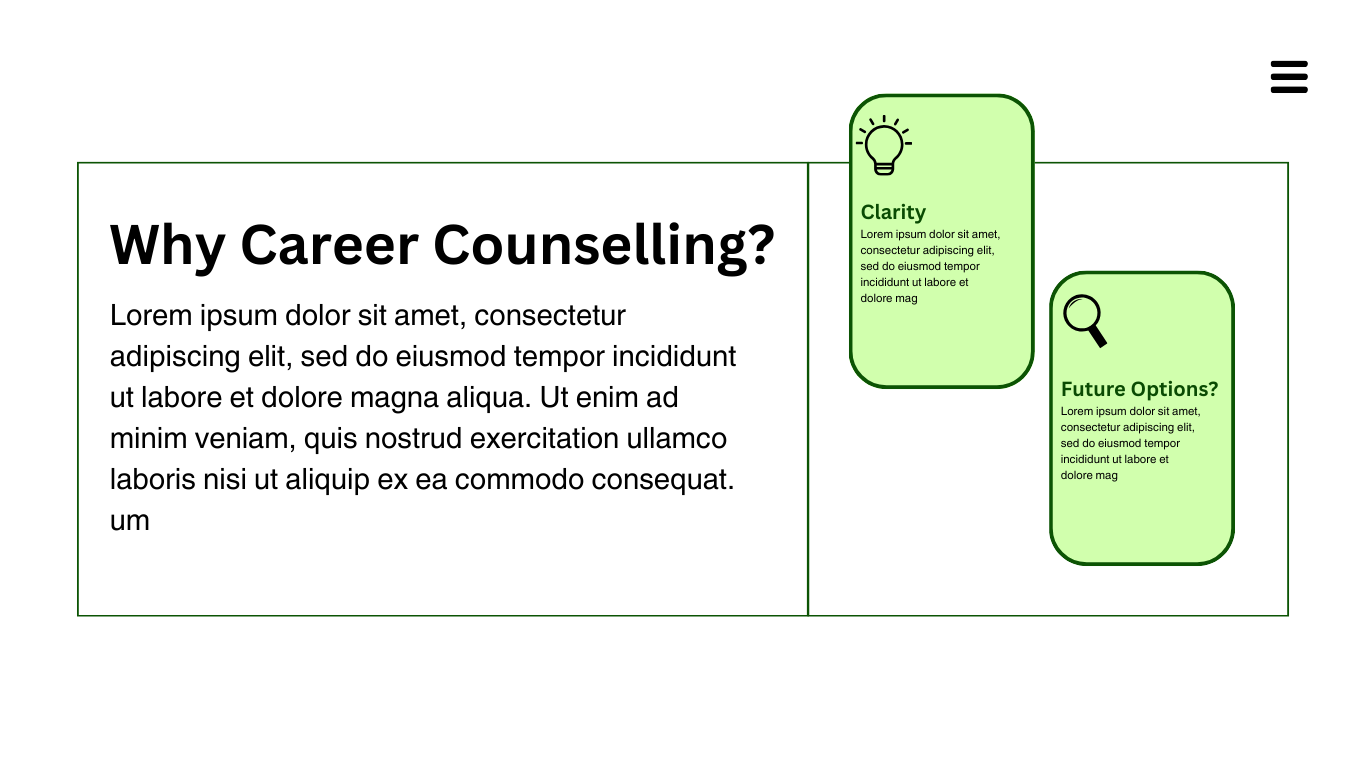 Why Career Counselling?
Lorem ipsum dolor sit amet, consectetur
adipiscing elit, sed do eiusmod tempor incididunt
ut labore et dolore magna aliqua. Ut enim ad
minim veniam, quis nostrud exercitation ullamco
laboris nisi ut aliquip ex ea commodo consequat.
um
Clarity
Lorem ipsum dolor sit amet,
consectetur adipiscing elit,
sed do eiusmod tempor
incididunt ut labore et
dolore mag
Future Options?
Lorem ipsum dolor sit amet,
consectetur adipiscing elit,
sed do eiusmod tempor
incididunt ut labore et
dolore mag